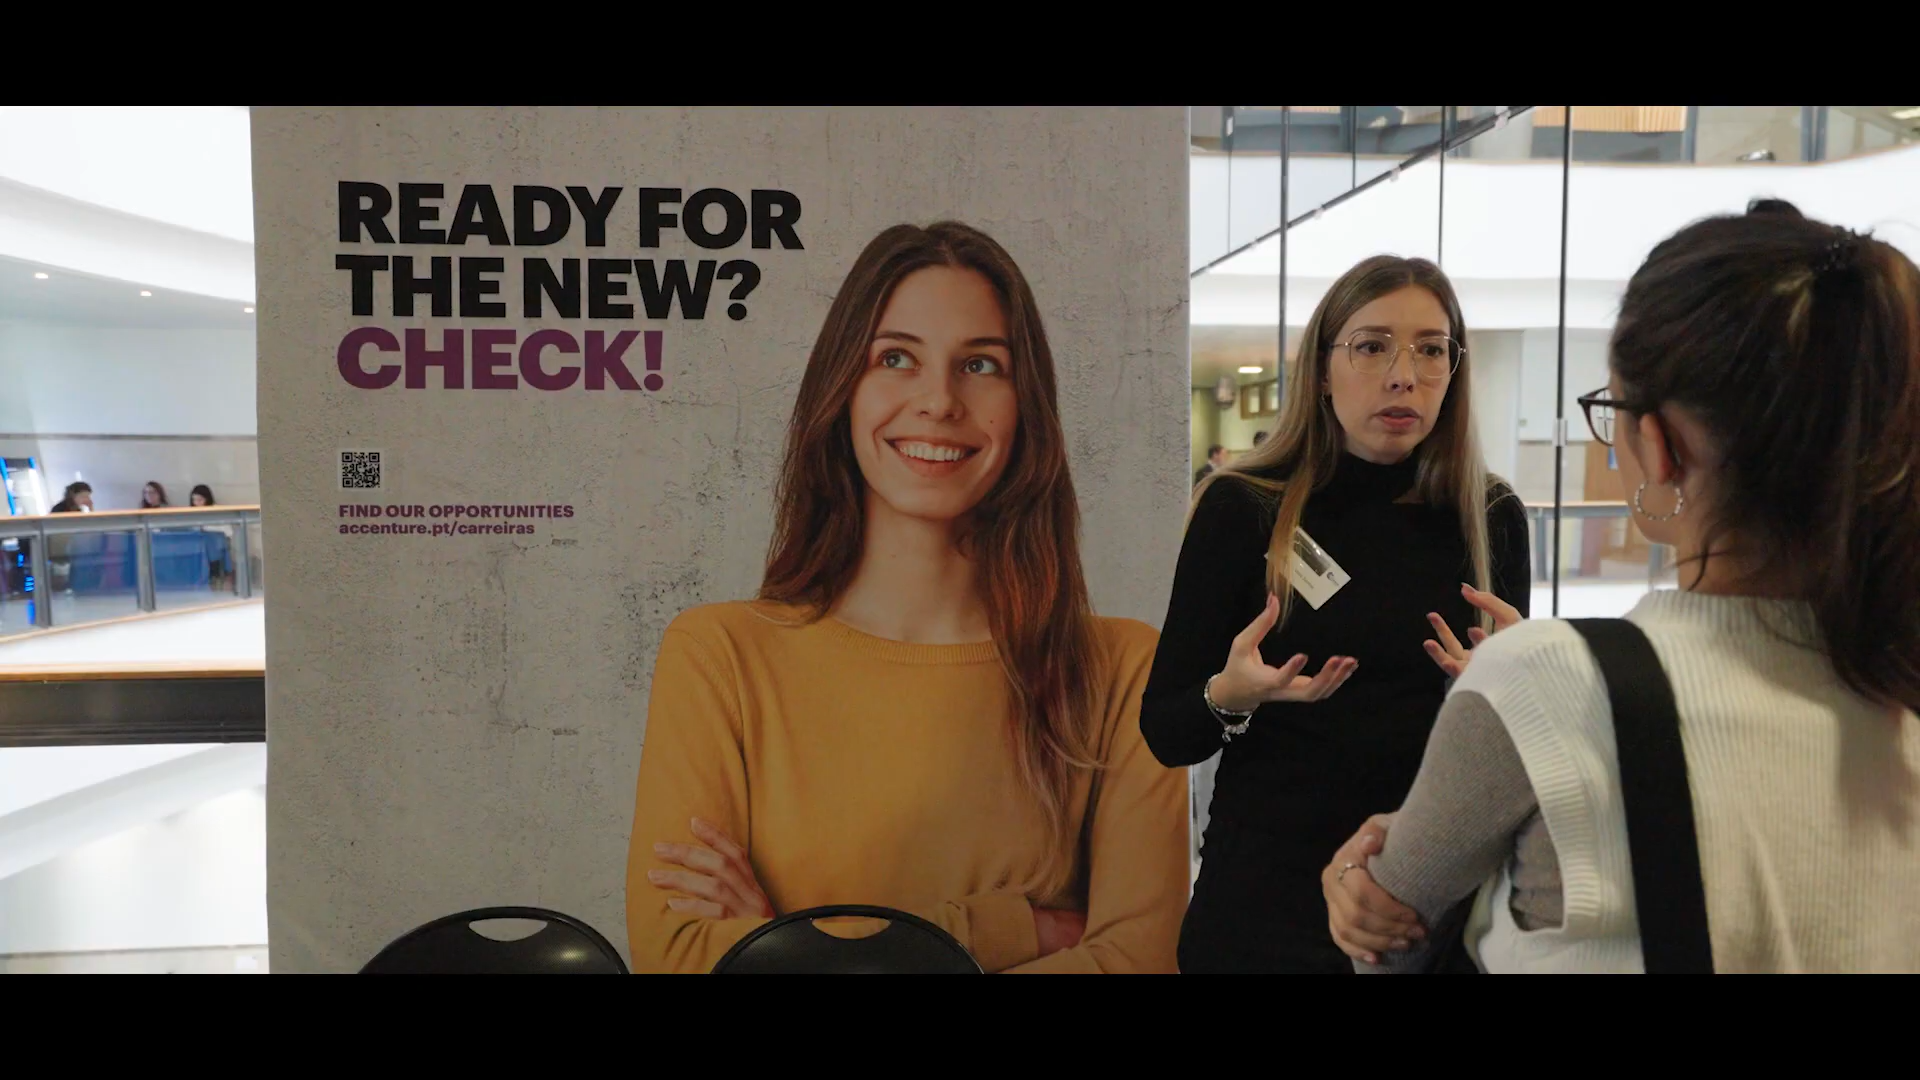 READY FOR
THE NEW?
CHECK!
FIND OUR OPPORTUNITIES
accenture.pt/carreiras